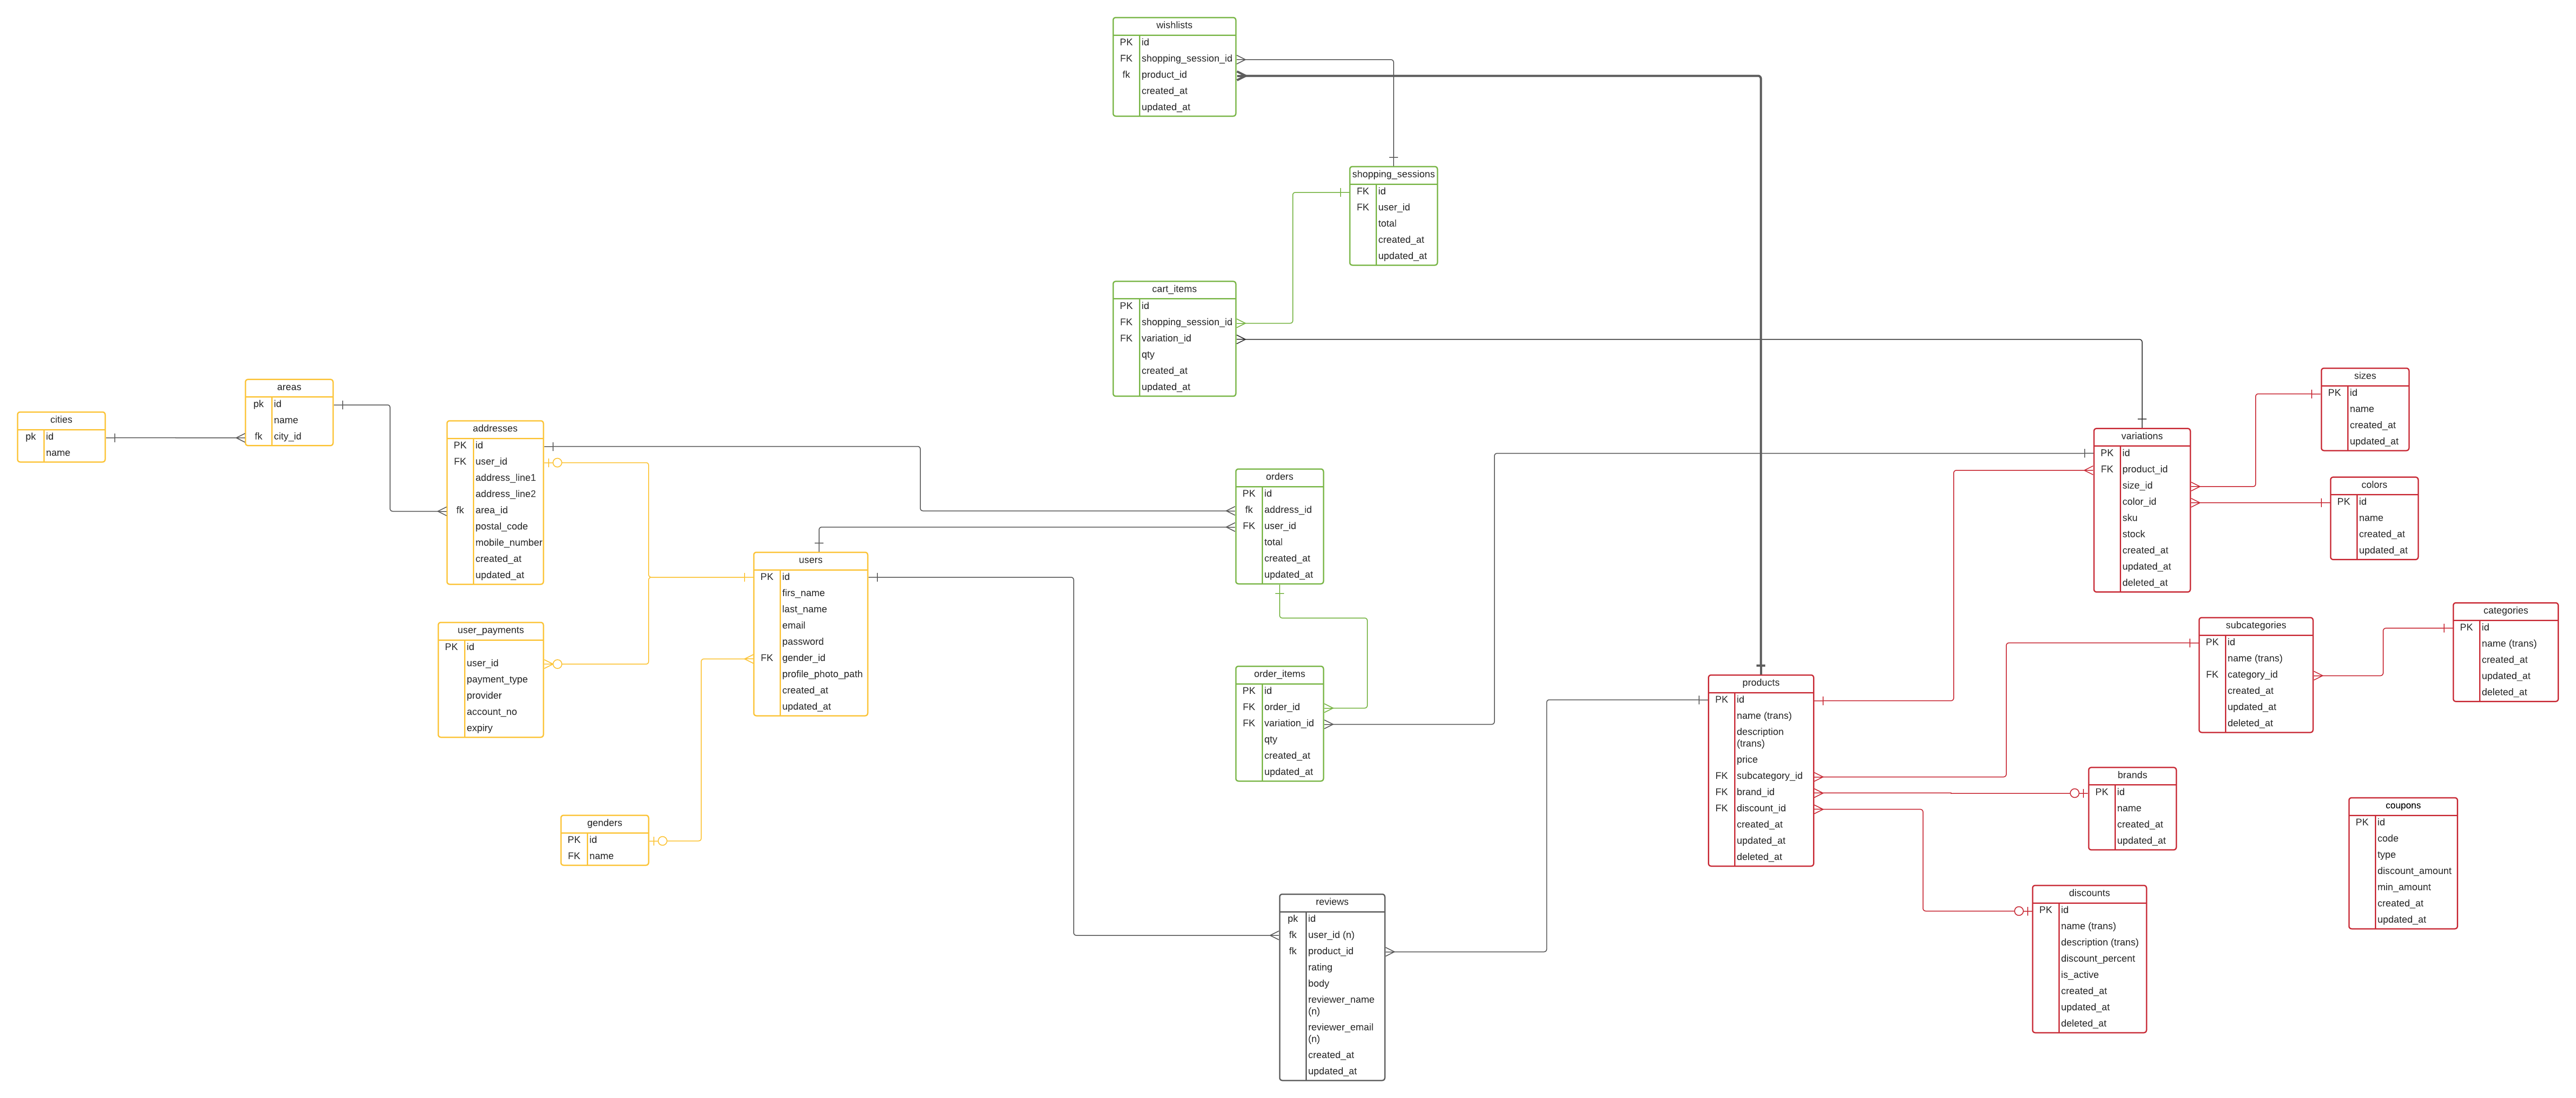 wishlists
PK id
FK shopping_session_id
fk product_id
created_at
updated_at
shopping_sessions
FK id
FK user_id
total
created_at
updated_at
cart_items
PK id
FK shopping_session_id
FK variation_id
qty
created_at
updated_at
cities
pk id
name
areas
pk id
name
fk city_id
addresses
PK id
FK user_id
address_line1
address_line2
fk area_id
postal_code
mobile_number
created_at
updated_at
user_payments
PK id
user_id
payment_type
provider
account_no
expiry
users
PK id
firs_name
last_name
email
password
FK gender_id
profile_photo_path
created_at
updated_at
genders
PK id
FK name
orders
PK id
fk address_id
FK user_id
total
created_at
updated_at
order_items
PK id
FK order_id
FK variation_id
qty
created_at
updated_at
reviews
pk id
fk user_id (n)
fk product_id
rating
body
reviewer_name
(n)
reviewer_email
(n)
created_at
updated_at
products
PK id
name (trans)
description
(trans)
price
FK subcategory_id
FK brand_id
FK discount_id
created_at
updated_at
deleted_at
variations
PK id
FK product_id
size_id
color_id
sku
stock
created_at
updated_at
deleted_at
sizes
PK id
name
created_at
updated_at
colors
PK id
name
created_at
updated_at
subcategories
PK id
name (trans)
FK category_id
created_at
updated_at
deleted_at
categories
PK id
name (trans)
created_at
updated_at
deleted_at
brands
PK id
name
created_at
updated_at
discounts
PK id
name (trans)
description (trans)
discount_percent
is_active
created_at
updated_at
deleted_at
coupons
PK id
code
type
discount_amount
min_amount
created_at
updated_at